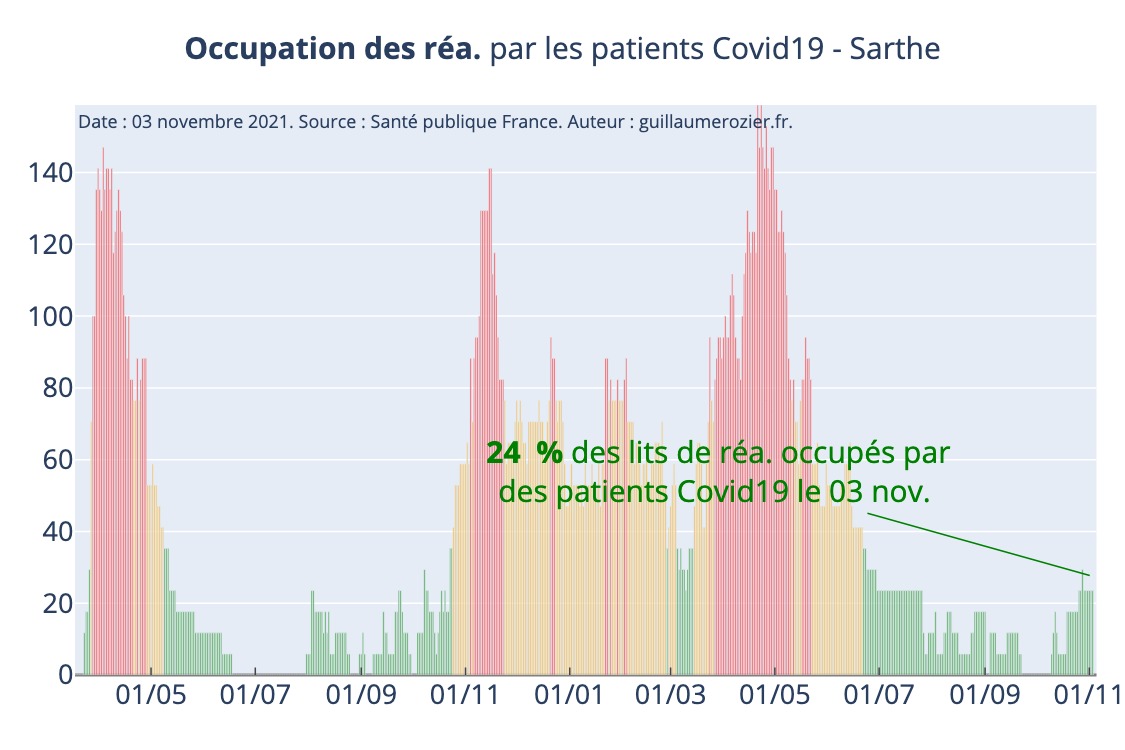 Occupation des réa. par les patients Covid19 - Sarthe
Date : 03 novembre 2021. Source : Santé publique France. Auteur : guillaumerozier.fr.
140
120
100
80
60
40
20
0
24 % des lits de réa. occupés par
des patients Covid19 le 03 nov.
01/05 01/07 01/09 01/11 01/01 01/03 01/05 01/07 01/09 01/11